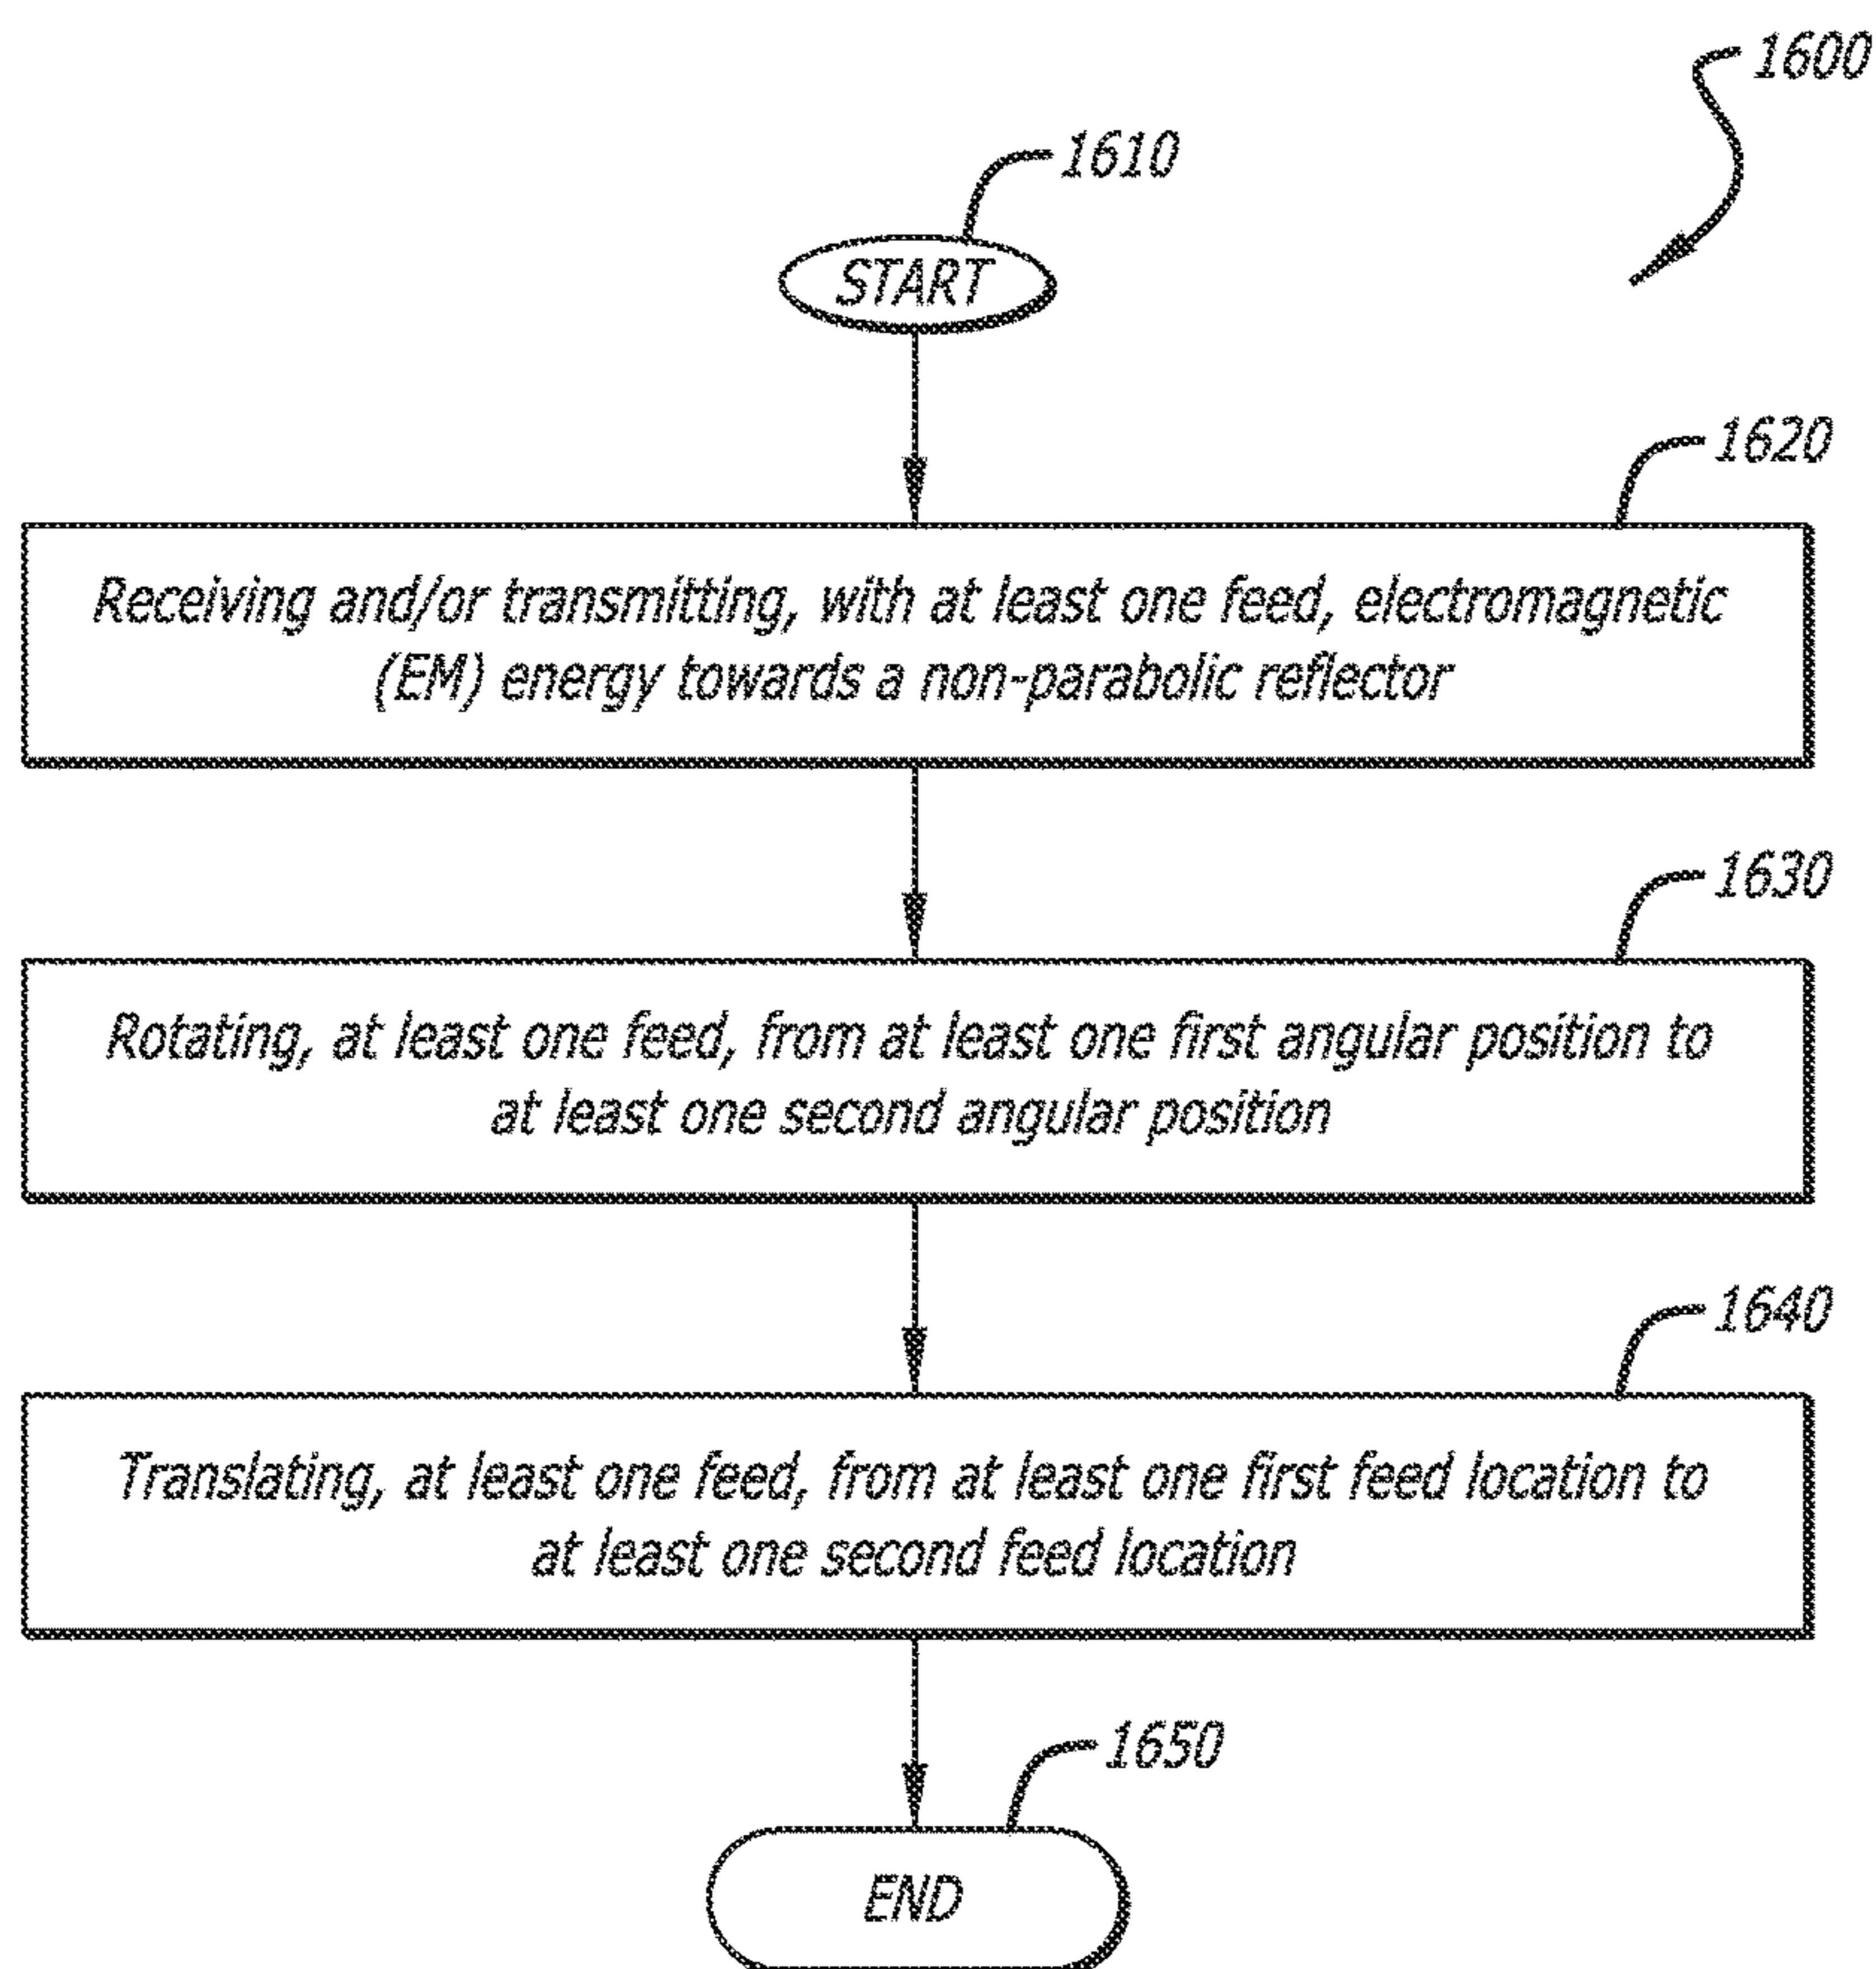 1600
1610
START
1620
Receiving and/or transmitting, with at least one feed, electromagnetic
(EM) energy towards a non-parabolic reflector
1630
Rotating, at least one feed, from at least one first angular position to
at least one second angular position
1640
Translating, at least one feed, from at least one first feed location to
at least one second feed location
1650
END